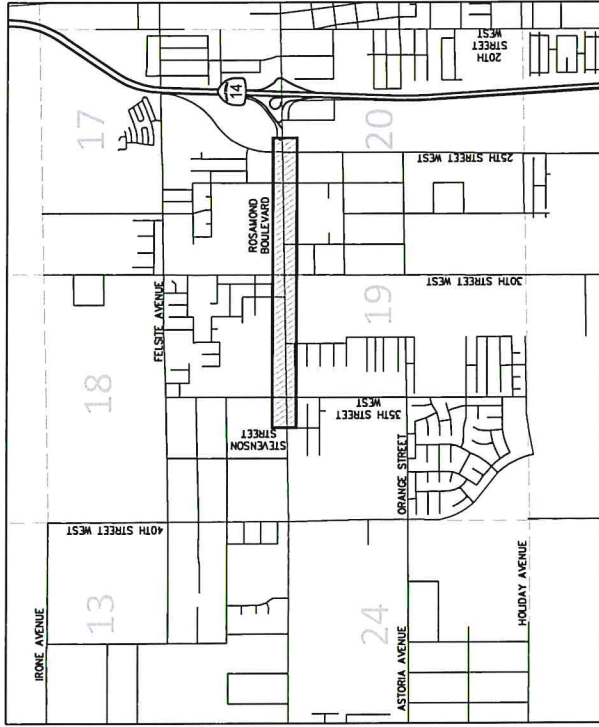 20TH
STREET
WEST
17
14
20
25TH STREET WEST
ROSAMOND
BOULEVARD
FELSITE AVENUE
30TH STREET WEST
18
19
STEVENSON
STREET
35TH STREET
WEST
ORANGE STREET
40TH STREET WEST
IRONE AVENUE
13
24
ASTORIA AVENUE
HOLIDAY AVENUE